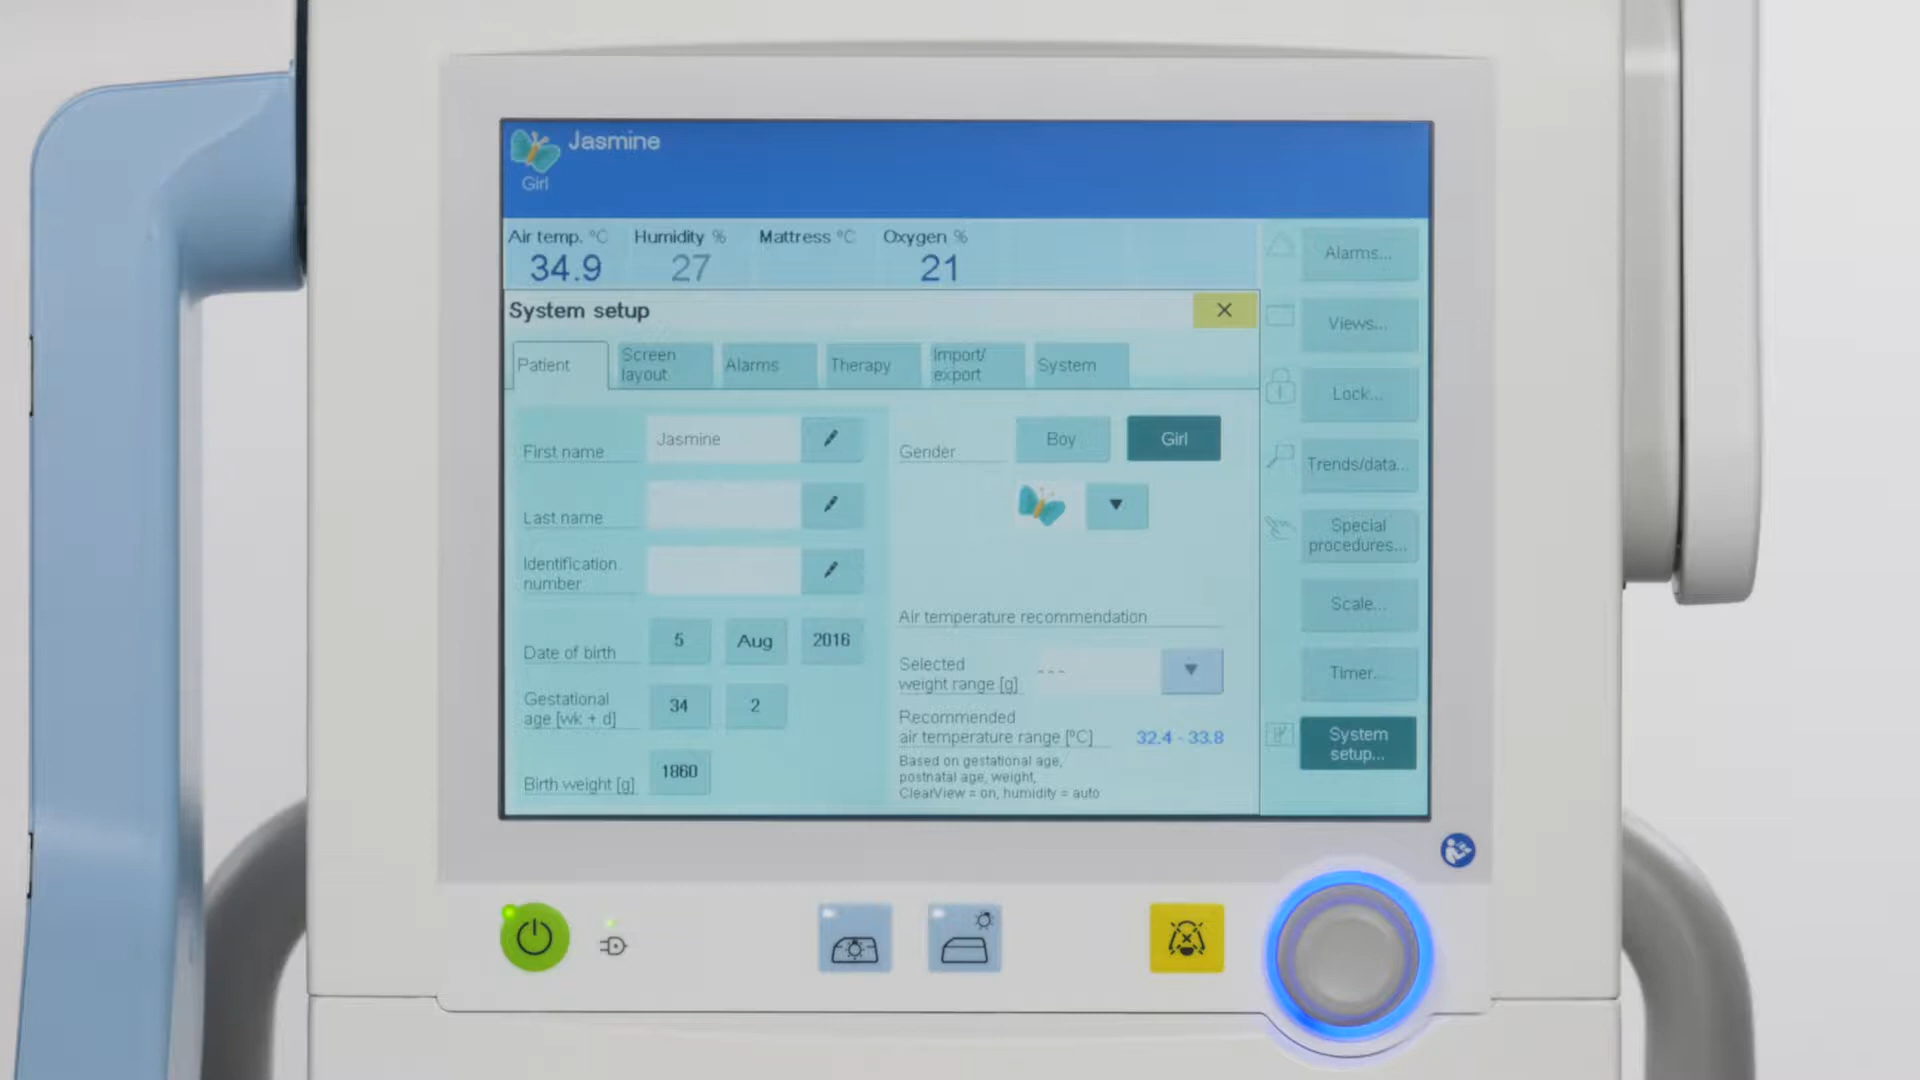 Jasmine
Girl
Air temp. °C Humidity % Mattress °C Oxygen %
34.9 27 21
System setup
Patient
Screen
layout
Alarms
Therapy
Import/
export
System
First name
Jasmine
Last name
Identification
number
Date of birth
5 Aug 2016
Gestational
age [wk + d]
34 2
Birth weight [g]
1860
Gender
Boy Girl
Air temperature recommendation
Selected
weight range [g]
---
Recommended
air temperature range [°C]
32.4 - 33.8
Based on gestational age,
postnatal age, weight,
ClearView = on, humidity = auto
Alarms...
Views...
Lock...
Trends/data...
Special
procedures...
Scale...
Timer...
System
setup...